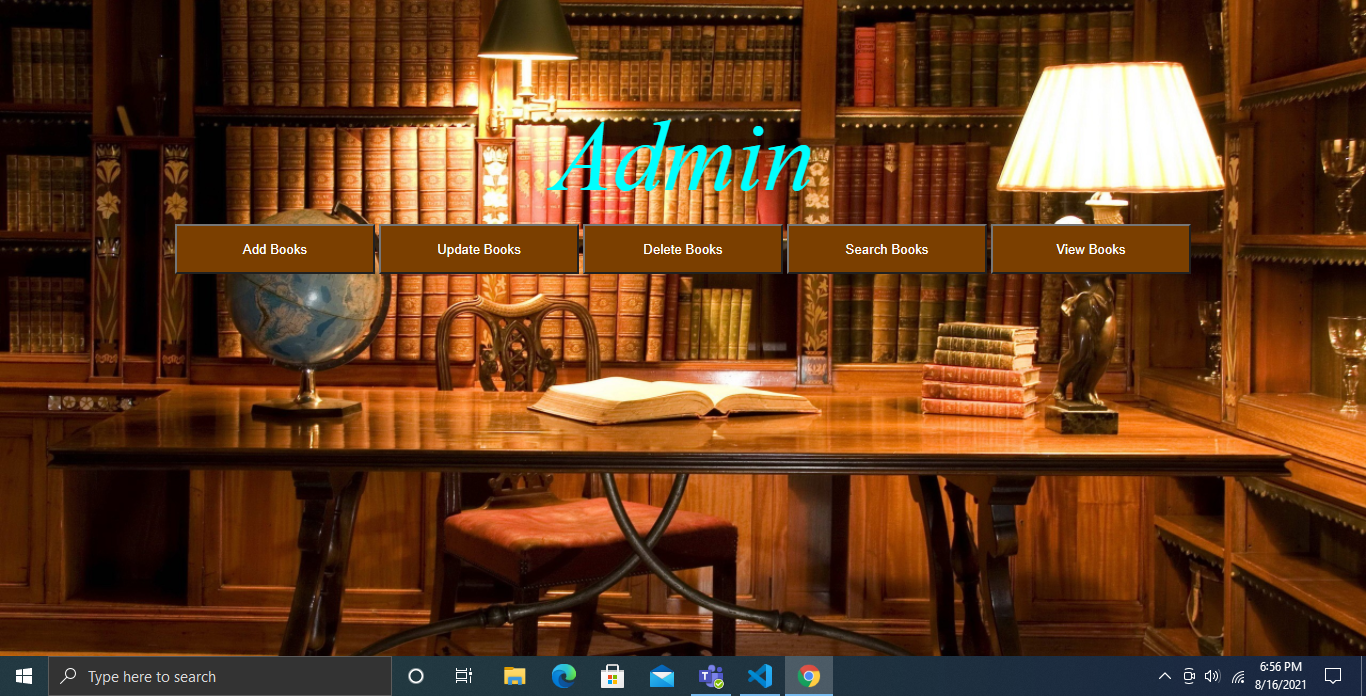 Admin
Add Books
Update Books
Delete Books
Search Books
View Books
Type here to search
6:56 PM
8/16/2021